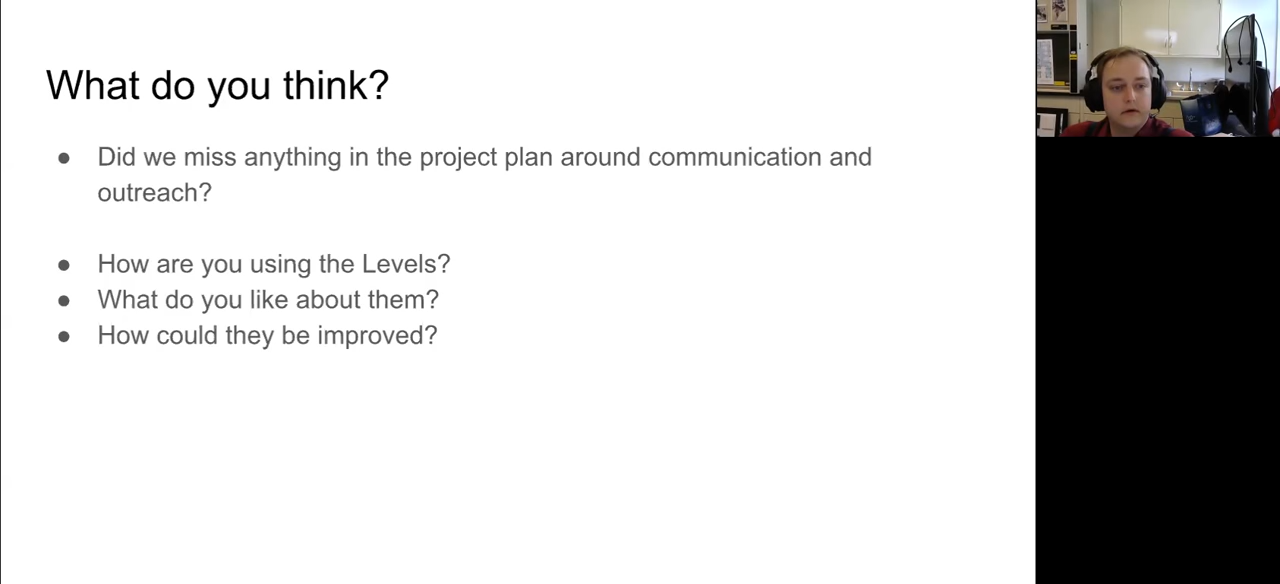 What do you think?
● Did we miss anything in the project plan around communication and
outreach?
● How are you using the Levels?
● What do you like about them?
● How could they be improved?